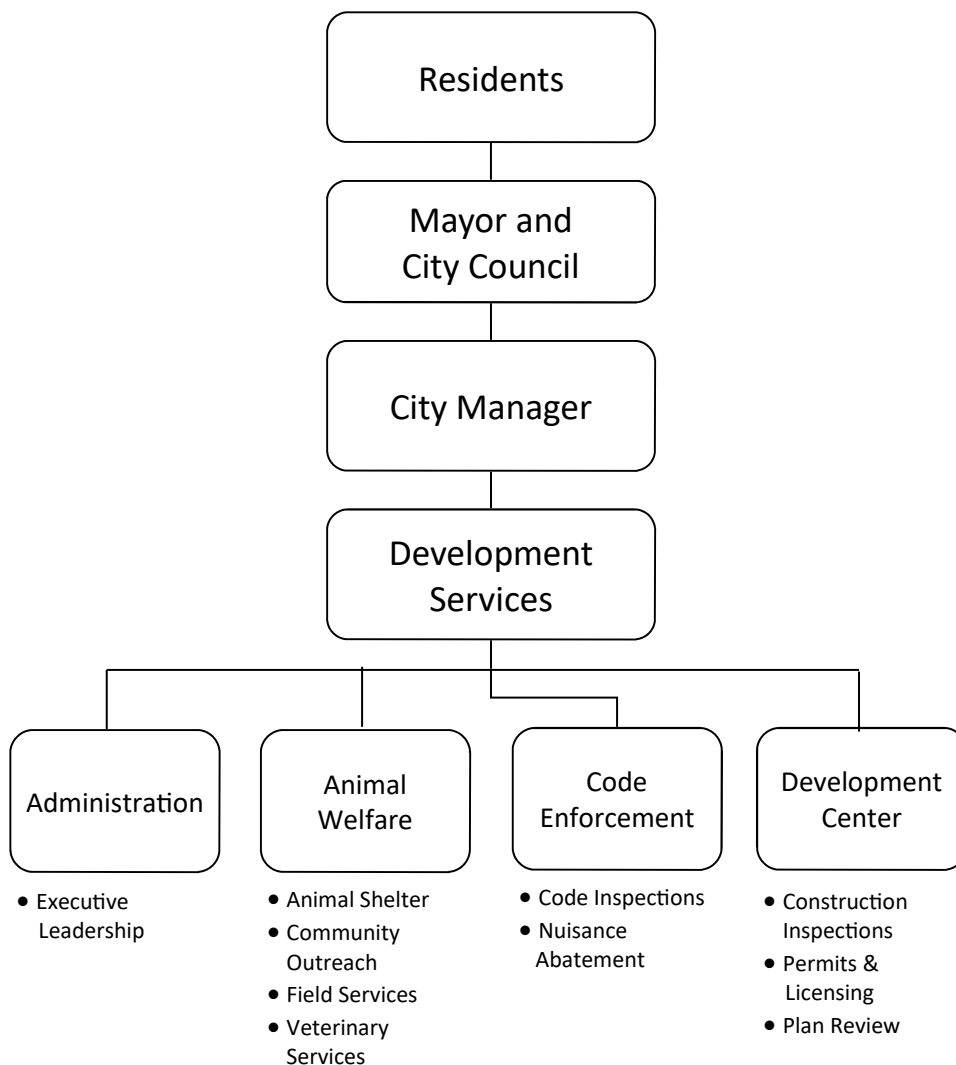 Residents
Mayor and
City Council
City Manager
Development
Services
Administration
• Executive
Leadership
Animal
Welfare
• Animal Shelter
• Community
Outreach
• Field Services
• Veterinary
Services
Code
Enforcement
• Code Inspections
• Nuisance
Abatement
Development
Center
• Construction
Inspections
• Permits &
Licensing
• Plan Review